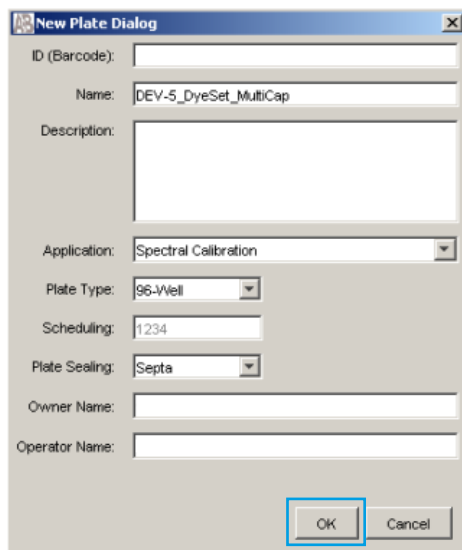 New Plate Dialog
ID (Barcode):
Name: DEV-5_DyeSet_MultiCap
Description:
Application: Spectral Calibration
Plate Type: 96-Well
Scheduling: 1234
Plate Sealing: Septa
Owner Name:
Operator Name:
OK Cancel